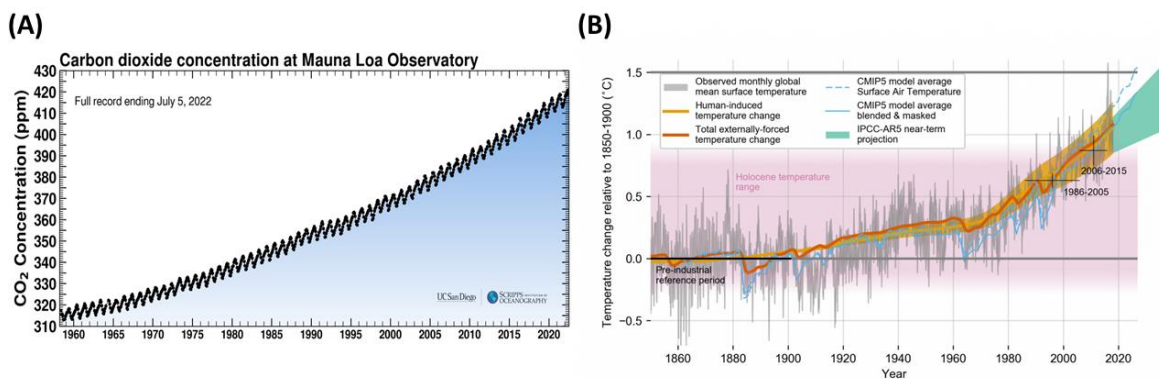 (A)
Carbon dioxide concentration at Mauna Loa Observatory
Full record ending July 5, 2022
CO2 Concentration (ppm)
430
420
410
400
390
380
370
360
350
340
330
320
310
1960 1965 1970 1975 1980 1985 1990 1995 2000 2005 2010 2015 2020
UC San Diego
SCRIPPS INSTITUTION OF
OCEANOGRAPHY
(B)
Temperature change relative to 1850-1900 (°C)
1.5
1.0
0.5
0.0
−0.5
Observed monthly global
mean surface temperature
Human-induced
temperature change
Total externally-forced
temperature change
CMIP5 model average
Surface Air Temperature
CMIP5 model average
blended & masked
IPCC-AR5 near-term
projection
Holocene temperature
range
2006-2015
1986-2005
Pre-industrial
reference period
1860 1880 1900 1920 1940 1960 1980 2000 2020
Year